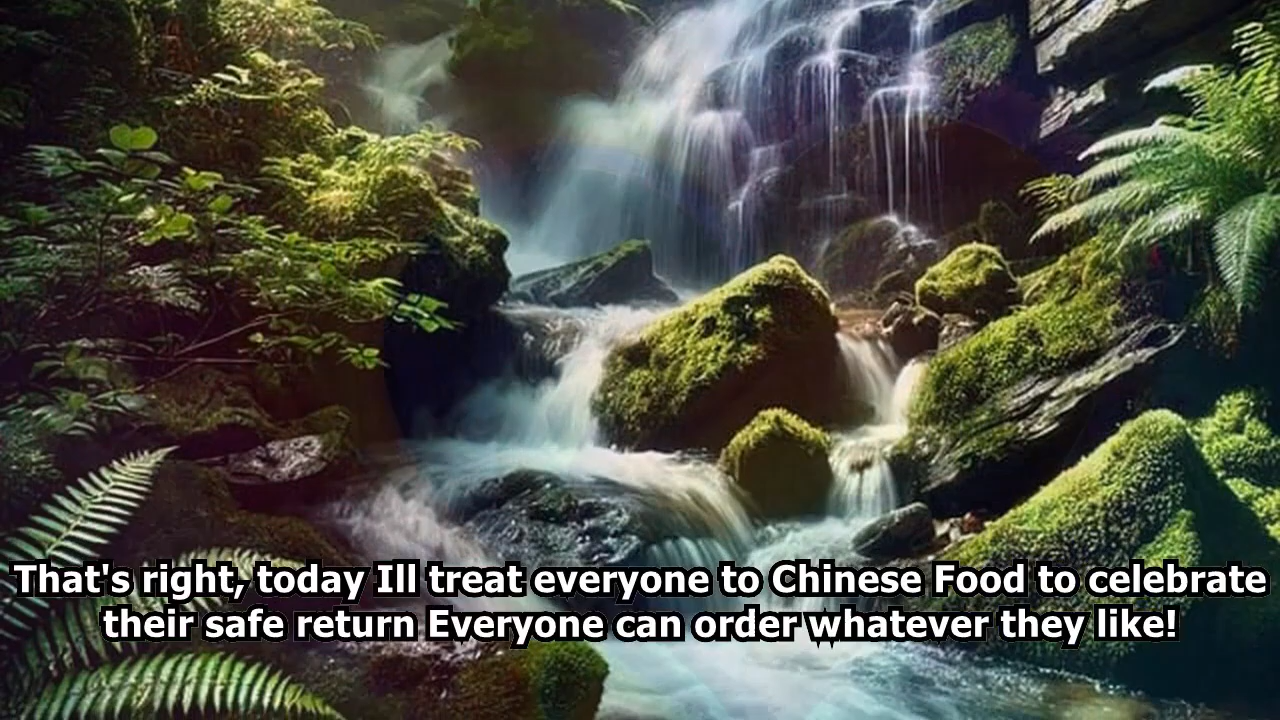 That's right, today Ill treat everyone to Chinese Food to celebrate
their safe return Everyone can order whatever they like!